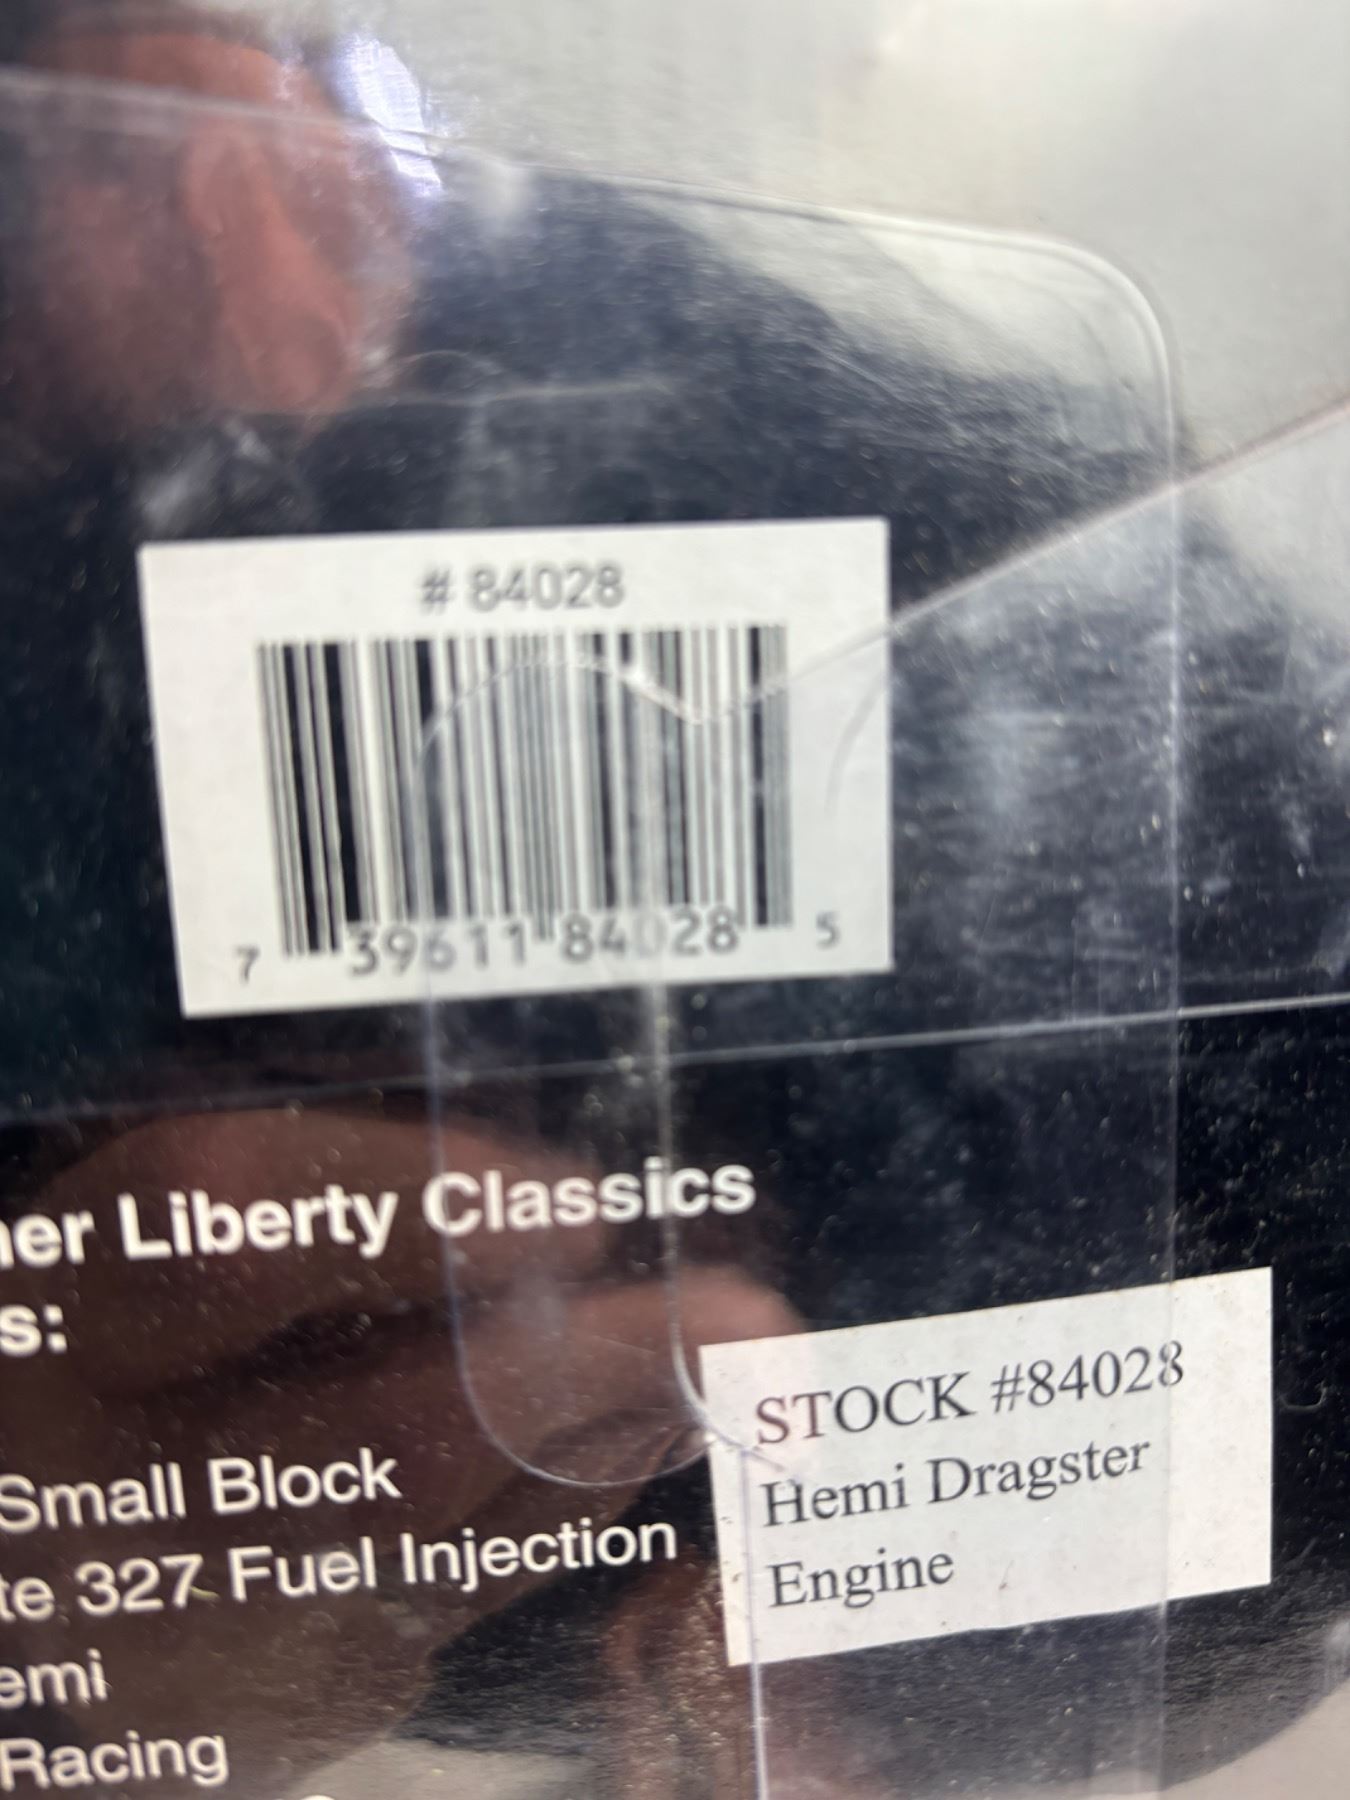 # 84028
7 39611 84028 5
her Liberty Classics
s:
Small Block
te 327 Fuel Injection
emi
Racing
STOCK #84028
Hemi Dragster
Engine